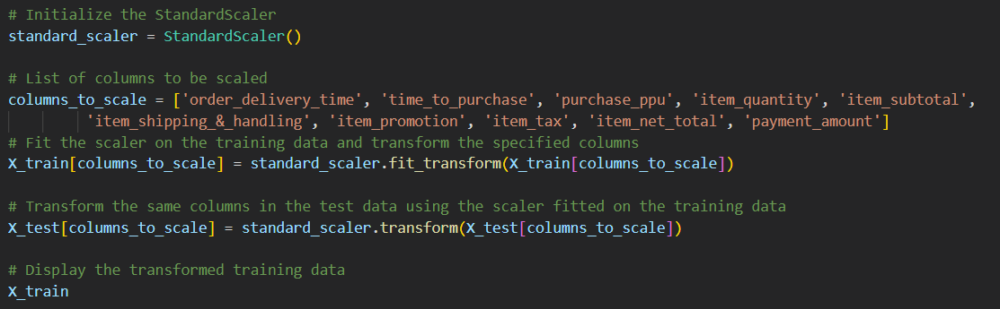 # Initialize the StandardScaler
standard_scaler = StandardScaler()
# List of columns to be scaled
columns_to_scale = ['order_delivery_time', 'time_to_purchase', 'purchase_ppu', 'item_quantity', 'item_subtotal',
'item_shipping_&_handling', 'item_promotion', 'item_tax', 'item_net_total', 'payment_amount']
# Fit the scaler on the training data and transform the specified columns
X_train[columns_to_scale] = standard_scaler.fit_transform(X_train[columns_to_scale])
# Transform the same columns in the test data using the scaler fitted on the training data
X_test[columns_to_scale] = standard_scaler.transform(X_test[columns_to_scale])
# Display the transformed training data
X_train